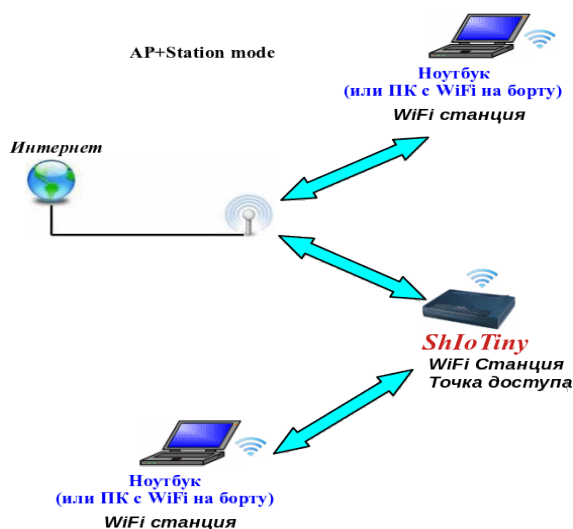 AP+Station mode
Ноутбук
(или ПК с WiFi на борту)
WiFi станция
Интернет
ShIoTiny
WiFi Станция
Точка доступа
Ноутбук
(или ПК с WiFi на борту)
WiFi станция